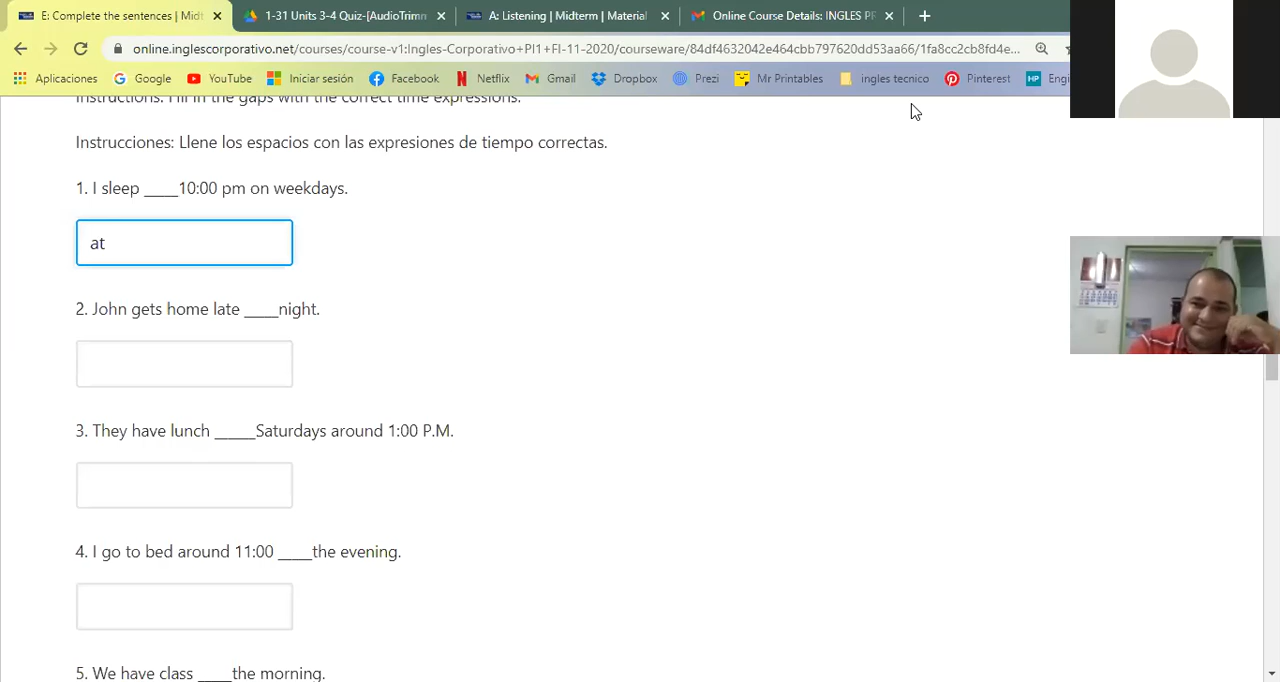 E: Complete the sentences | Midt
1-31 Units 3-4 Quiz-[AudioTrimm
A: Listening | Midterm | Material
Online Course Details: INGLES PR
online.inglescorporativo.net/courses/course-v1:Ingles-Corporativo+PI1+FI-11-2020/courseware/84df4632042e464cbb797620dd53aa66/1fa8cc2cb8fd4e...
Aplicaciones
Google
YouTube
Iniciar sesión
Facebook
Netflix
Gmail
Dropbox
Prezi
Mr Printables
ingles tecnico
Pinterest
HP
Engl
Instructions: Fill in the gaps with the correct time expressions.
Instrucciones: Llene los espacios con las expresiones de tiempo correctas.
1. I sleep ____10:00 pm on weekdays.
at
2. John gets home late ____night.
3. They have lunch _____Saturdays around 1:00 P.M.
4. I go to bed around 11:00 ____the evening.
5. We have class ____the morning.